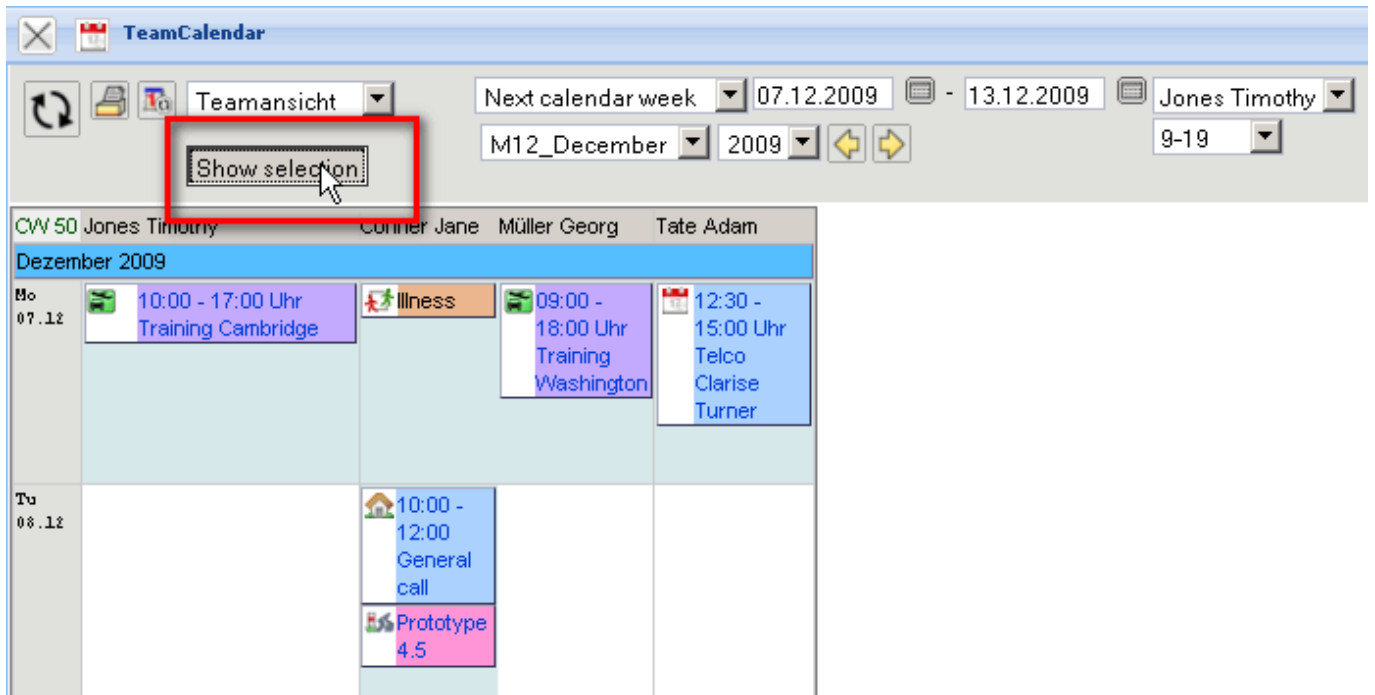 TeamCalendar
Teamansicht
Next calendar week
07.12.2009 - 13.12.2009
Jones Timothy
M12_December
2009
9-19
Show selection
CW 50 Jones Timothy Conner Jane Müller Georg Tate Adam
Dezember 2009
Mo
07.12
10:00 - 17:00 Uhr
Training Cambridge
Illness
09:00 -
18:00 Uhr
Training
Washington
12:30 -
15:00 Uhr
Telco
Clarise
Turner
Tu
08.12
10:00 -
12:00
General
call
Prototype
4.5